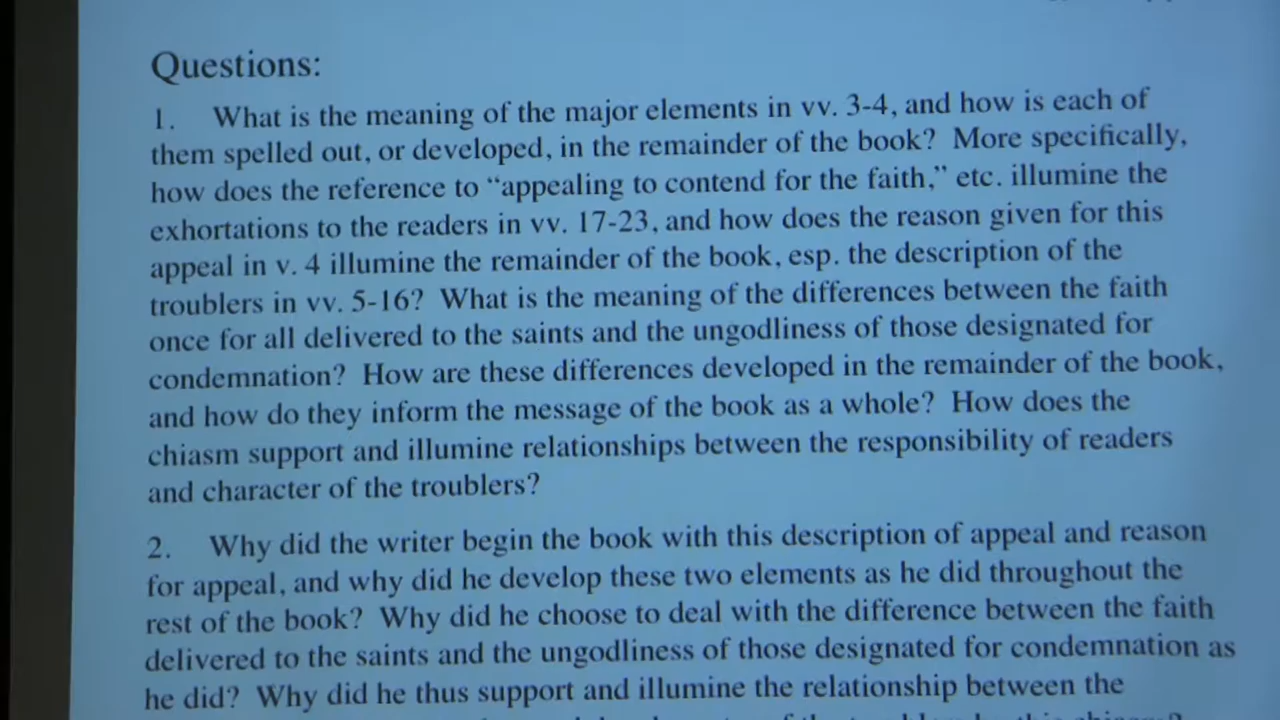 Questions:
1. What is the meaning of the major elements in vv. 3-4, and how is each of
them spelled out, or developed, in the remainder of the book? More specifically,
how does the reference to “appealing to contend for the faith,” etc. illumine the
exhortations to the readers in vv. 17-23, and how does the reason given for this
appeal in v. 4 illumine the remainder of the book, esp. the description of the
troublers in vv. 5-16? What is the meaning of the differences between the faith
once for all delivered to the saints and the ungodliness of those designated for
condemnation? How are these differences developed in the remainder of the book,
and how do they inform the message of the book as a whole? How does the
chiasm support and illumine relationships between the responsibility of readers
and character of the troublers?
2. Why did the writer begin the book with this description of appeal and reason
for appeal, and why did he develop these two elements as he did throughout the
rest of the book? Why did he choose to deal with the difference between the faith
delivered to the saints and the ungodliness of those designated for condemnation as
he did? Why did he thus support and illumine the relationship between the